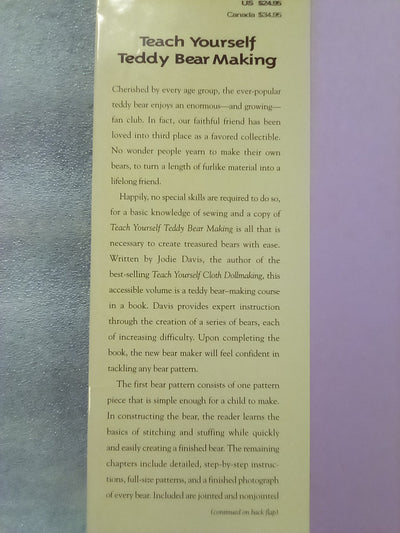 US $24.95
Canada $34.95
Teach Yourself
Teddy Bear Making
Cherished by every age group, the ever-popular
teddy bear enjoys an enormous—and growing—
fan club. In fact, our faithful friend has been
loved into third place as a favored collectible.
No wonder people yearn to make their own
bears, to turn a length of furlike material into a
lifelong friend.
Happily, no special skills are required to do so,
for a basic knowledge of sewing and a copy of
Teach Yourself Teddy Bear Making is all that is
necessary to create treasured bears with ease.
Written by Jodie Davis, the author of the
best-selling Teach Yourself Cloth Dollmaking, this
accessible volume is a teddy bear–making course
in a book. Davis provides expert instruction
through the creation of a series of bears, each
of increasing difficulty. Upon completing the
book, the new bear maker will feel confident in
tackling any bear pattern.
The first bear pattern consists of one pattern
piece that is simple enough for a child to make.
In constructing the bear, the reader learns the
basics of stitching and stuffing while quickly
and easily creating a finished bear. The remaining
chapters include detailed, step-by-step instruc-
tions, full-size patterns, and a finished photograph
of every bear. Included are jointed and nonjointed
(continued on back flap)